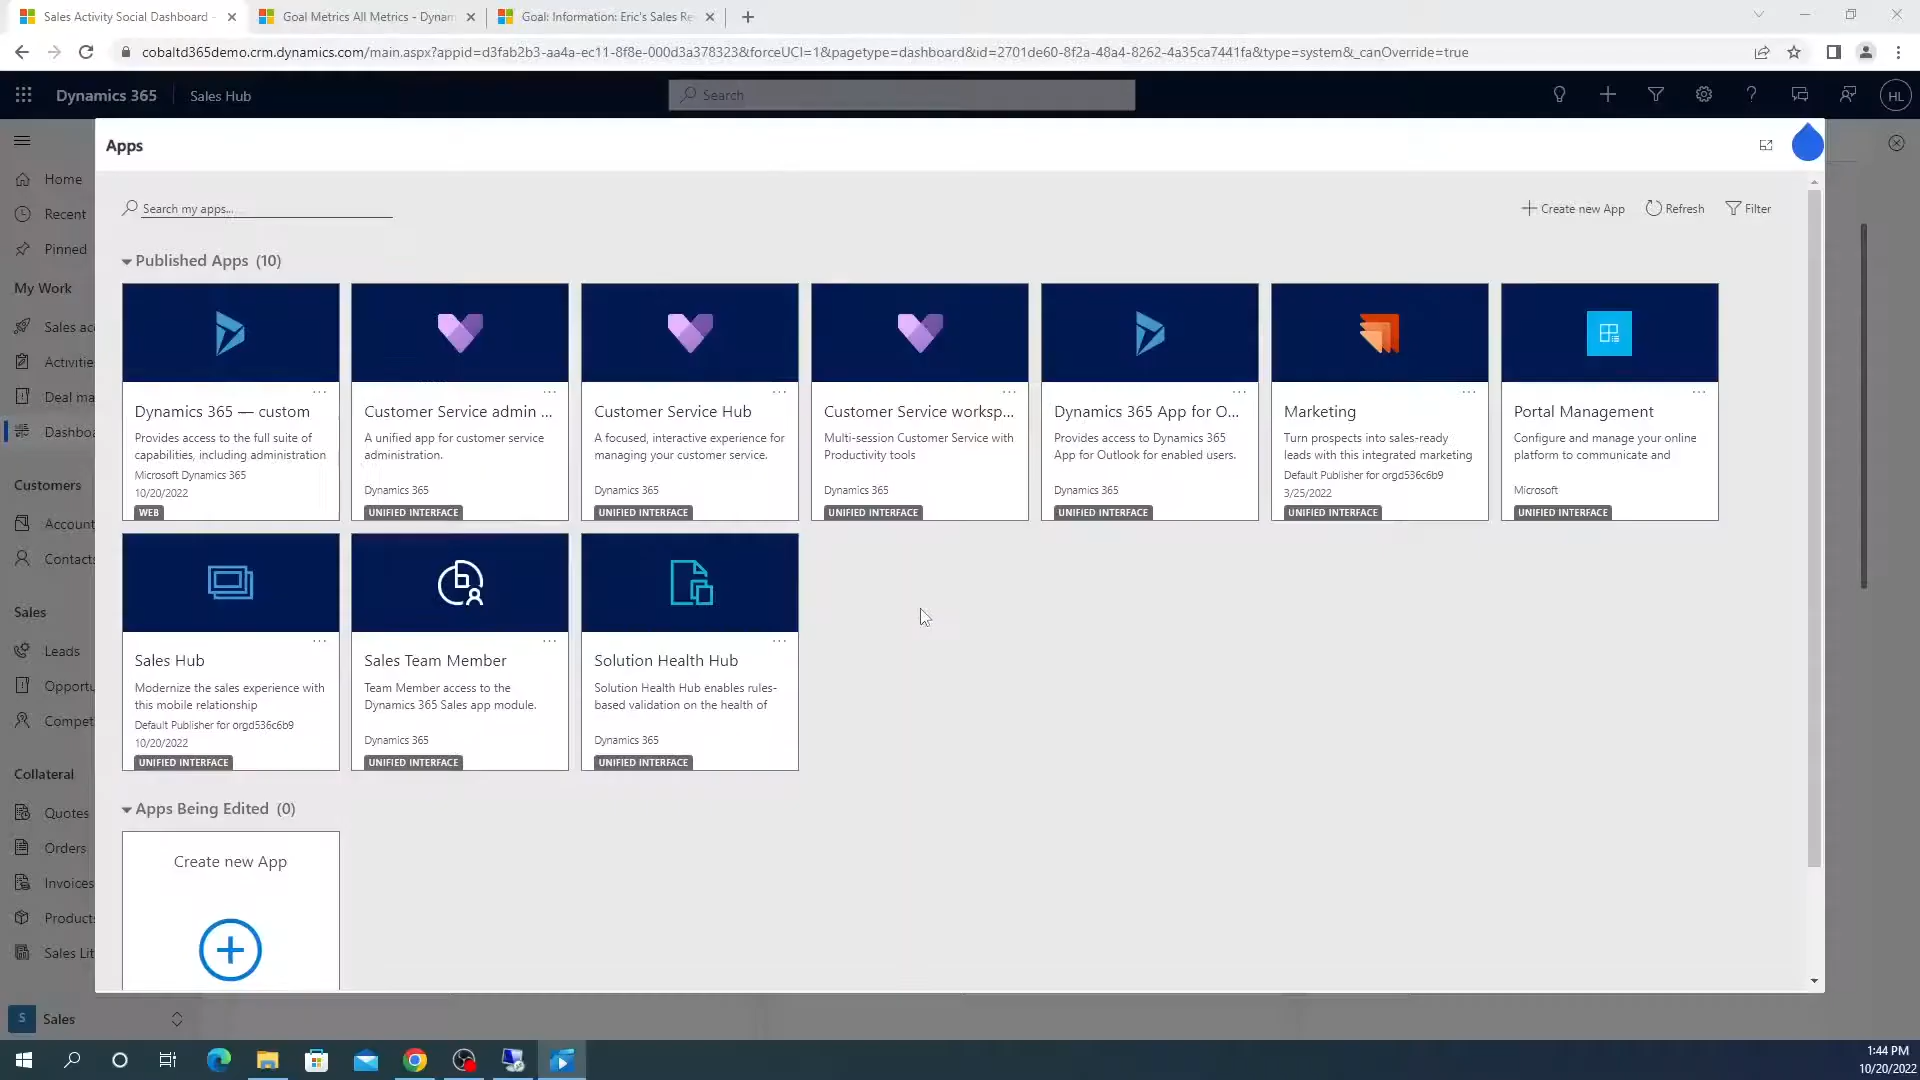 Sales Activity Social Dashboard -
Goal Metrics All Metrics - Dynam
Goal: Information: Eric's Sales Re
cobaltd365demo.crm.dynamics.com/main.aspx?appid=d3fab2b3-aa4a-ec11-8f8e-000d3a378323&forceUCI=1&pagetype=dashboard&id=2701de60-8f2a-48a4-8262-4a35ca7441fa&type=system&_canOverride=true
Dynamics 365 Sales Hub
Search
HL
Apps
Search my apps...
Create new App Refresh Filter
Published Apps (10)
Dynamics 365 — custom
Provides access to the full suite of
capabilities, including administration
Microsoft Dynamics 365
10/20/2022
WEB
Customer Service admin ...
A unified app for customer service
administration.
Dynamics 365
UNIFIED INTERFACE
Customer Service Hub
A focused, interactive experience for
managing your customer service.
Dynamics 365
UNIFIED INTERFACE
Customer Service worksp...
Multi-session Customer Service with
Productivity tools
Dynamics 365
UNIFIED INTERFACE
Dynamics 365 App for O...
Provides access to Dynamics 365
App for Outlook for enabled users.
Dynamics 365
UNIFIED INTERFACE
Marketing
Turn prospects into sales-ready
leads with this integrated marketing
Default Publisher for orgd536c6b9
3/25/2022
UNIFIED INTERFACE
Portal Management
Configure and manage your online
platform to communicate and
Microsoft
UNIFIED INTERFACE
Sales Hub
Modernize the sales experience with
this mobile relationship
Default Publisher for orgd536c6b9
10/20/2022
UNIFIED INTERFACE
Sales Team Member
Team Member access to the
Dynamics 365 Sales app module.
Dynamics 365
UNIFIED INTERFACE
Solution Health Hub
Solution Health Hub enables rules-
based validation on the health of
Dynamics 365
UNIFIED INTERFACE
Apps Being Edited (0)
Create new App
Home
Recent
Pinned
My Work
Sales acc
Activitie
Deal ma
Dashboa
Customers
Account
Contacts
Sales
Leads
Opportu
Compet
Collateral
Quotes
Orders
Invoices
Products
Sales Lit
S Sales
1:44 PM
10/20/2022